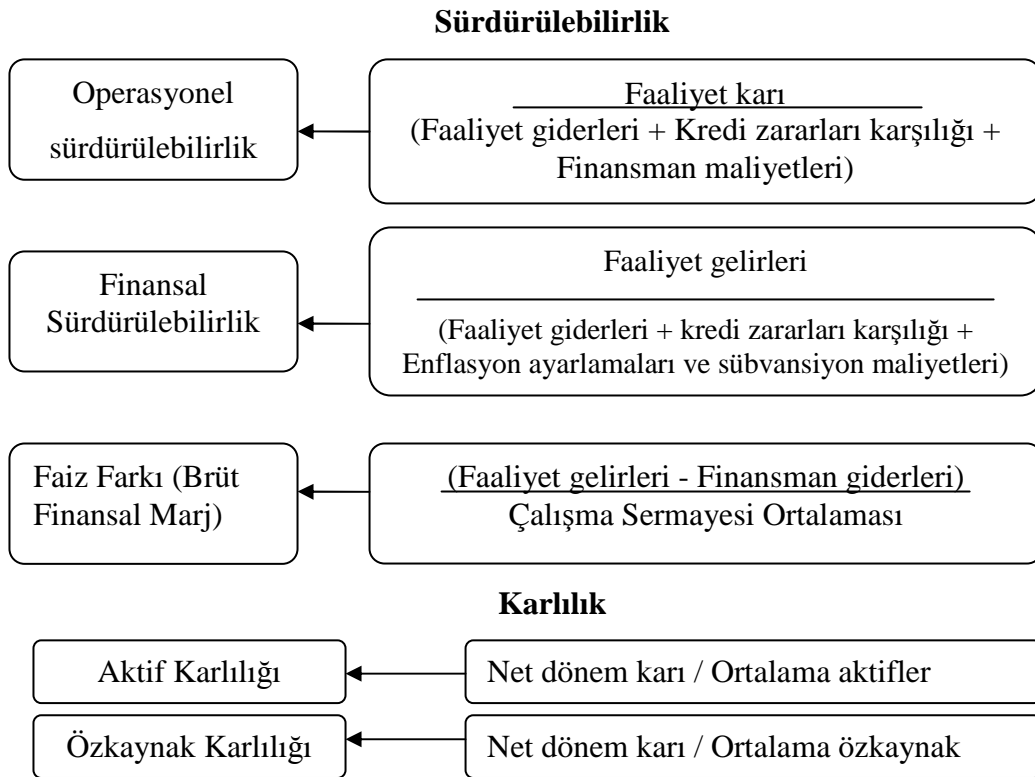 Sürdürülebilirlik
Operasyonel
sürdürülebilirlik
Faaliyet karı
(Faaliyet giderleri + Kredi zararları karşılığı +
Finansman maliyetleri)
Finansal
Sürdürülebilirlik
Faaliyet gelirleri
(Faaliyet giderleri + kredi zararları karşılığı +
Enflasyon ayarlamaları ve sübvansiyon maliyetleri)
Faiz Farkı (Brüt
Finansal Marj)
(Faaliyet gelirleri - Finansman giderleri)
Çalışma Sermayesi Ortalaması
Karlılık
Aktif Karlılığı
Net dönem karı / Ortalama aktifler
Özkaynak Karlılığı
Net dönem karı / Ortalama özkaynak